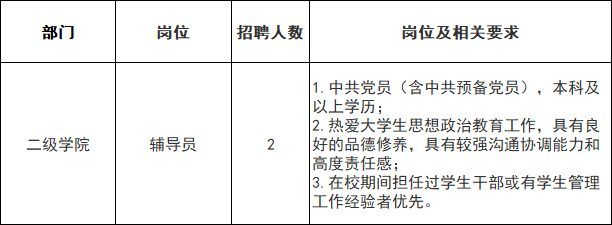 部门 岗位 招聘人数 岗位及相关要求
二级学院 辅导员 2
1.中共党员（含中共预备党员），本科及
以上学历；
2.热爱大学生思想政治教育工作，具有良
好的品德修养，具有较强沟通协调能力和
高度责任感；
3.在校期间担任过学生干部或有学生管理
工作经验者优先。